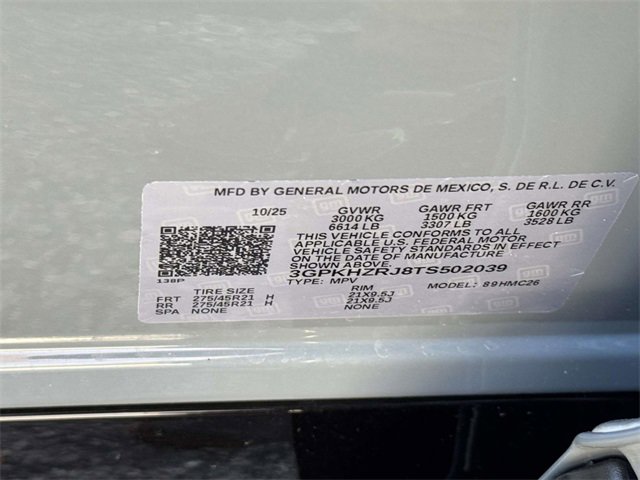 MFD BY GENERAL MOTORS DE MEXICO, S. DE R.L. DE C.V.
10/25 GVWR GAWR FRT GAWR RR
3000 KG 1500 KG 1600 KG
6614 LB 3307 LB 3528 LB
THIS VEHICLE CONFORMS TO ALL
APPLICABLE U.S. FEDERAL MOTOR
VEHICLE SAFETY STANDARDS IN EFFECT
ON THE DATE OF MANUFACTURE
SHOWN ABOVE.
3GPKHZRJ8TS502039
138P TYPE: MPV MODEL: 89HMC26
TIRE SIZE RIM
FRT 275/45R21 H 21X9.5J
RR 275/45R21 H 21X9.5J
SPA NONE NONE